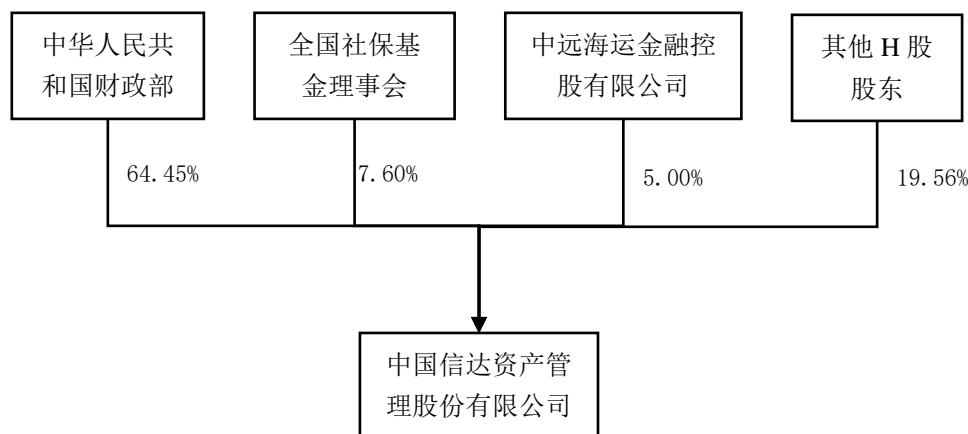 中华人民共
和国财政部
全国社保基
金理事会
中远海运金融控
股有限公司
其他 H 股
股东
64.45%
7.60%
5.00%
19.56%
中国信达资产管
理股份有限公司